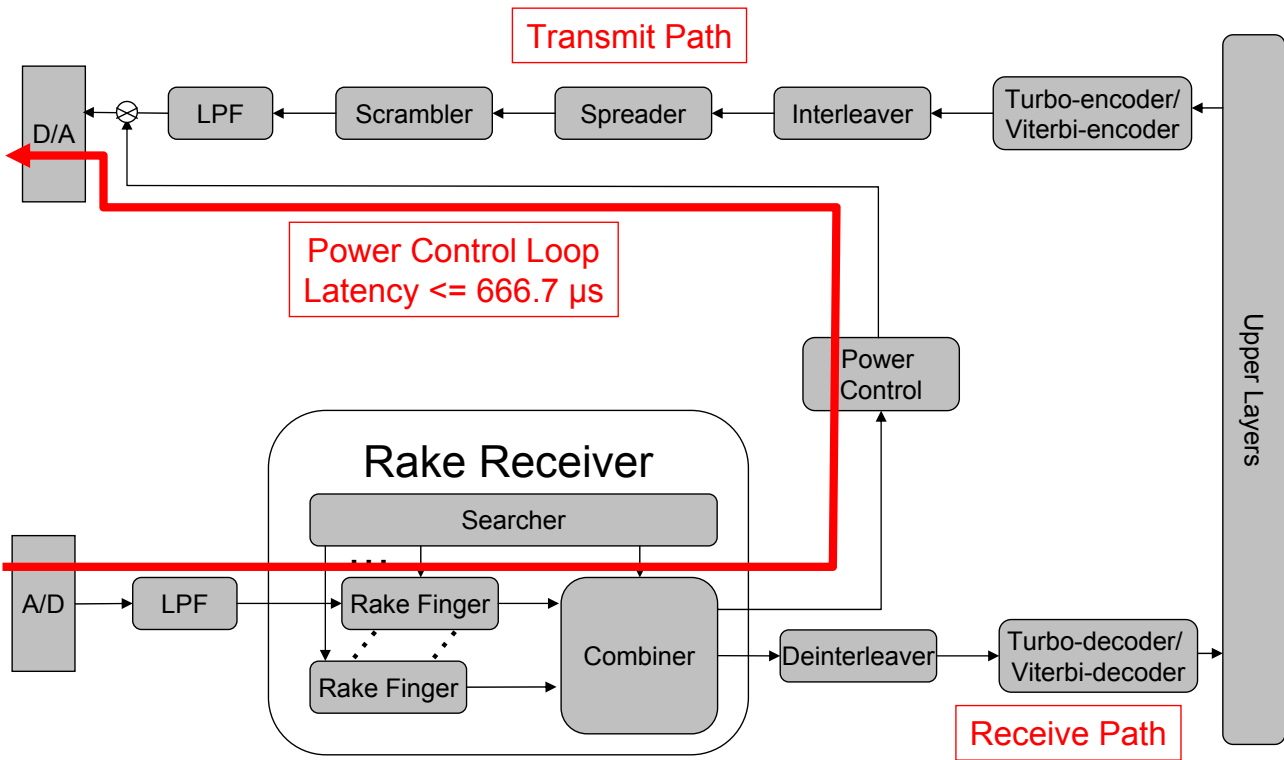 Transmit Path
D/A
LPF
Scrambler
Spreader
Interleaver
Turbo-encoder/
Viterbi-encoder
Power Control Loop
Latency <= 666.7 µs
Power
Control
Upper Layers
Rake Receiver
Searcher
A/D
LPF
Rake Finger
Rake Finger
Combiner
Deinterleaver
Turbo-decoder/
Viterbi-decoder
Receive Path